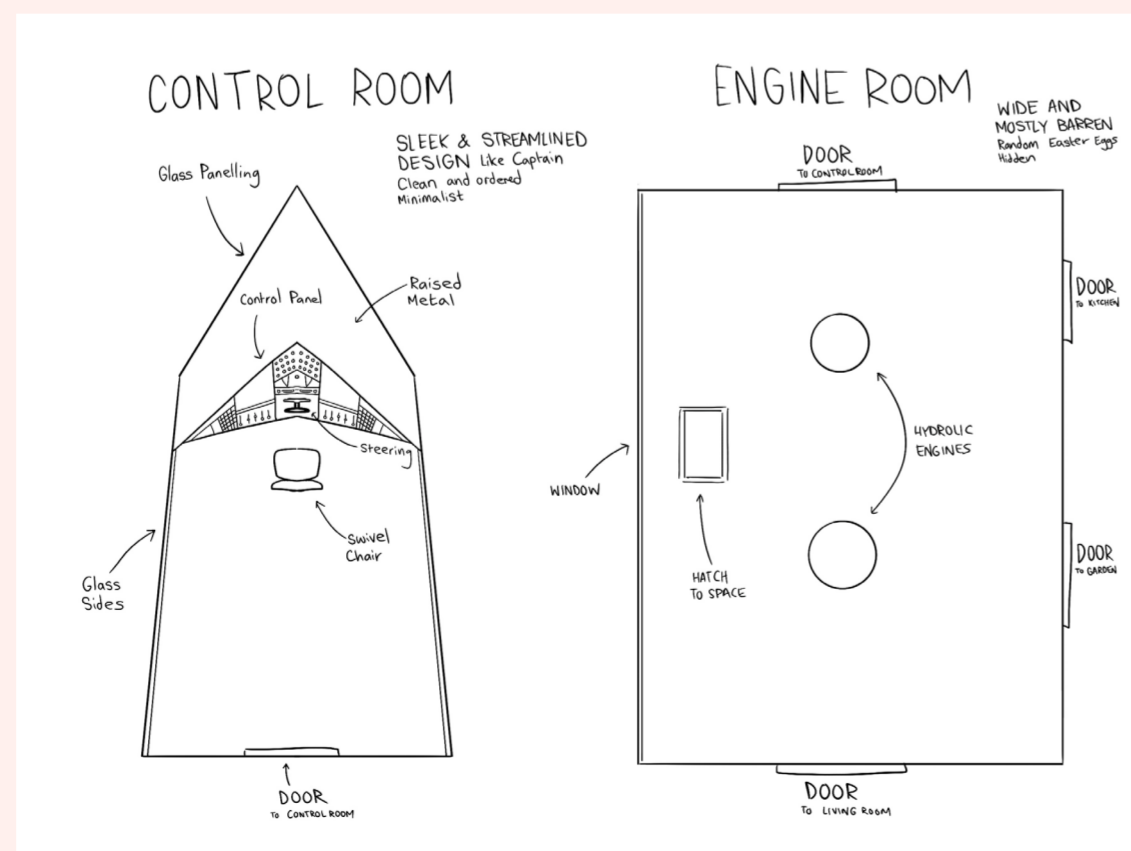 CONTROL ROOM
SLEEK & STREAMLINED
DESIGN Like Captain
Clean and ordered
Minimalist
Glass Panelling
Raised
Metal
Control Panel
Steering
Swivel
Chair
Glass
Sides
DOOR
TO CONTROL ROOM
ENGINE ROOM
WIDE AND
MOSTLY BARREN
Random Easter Eggs
Hidden
DOOR
TO CONTROL ROOM
DOOR
TO KITCHEN
HYDROLIC
ENGINES
WINDOW
HATCH
TO SPACE
DOOR
TO GARDEN
DOOR
TO LIVING ROOM